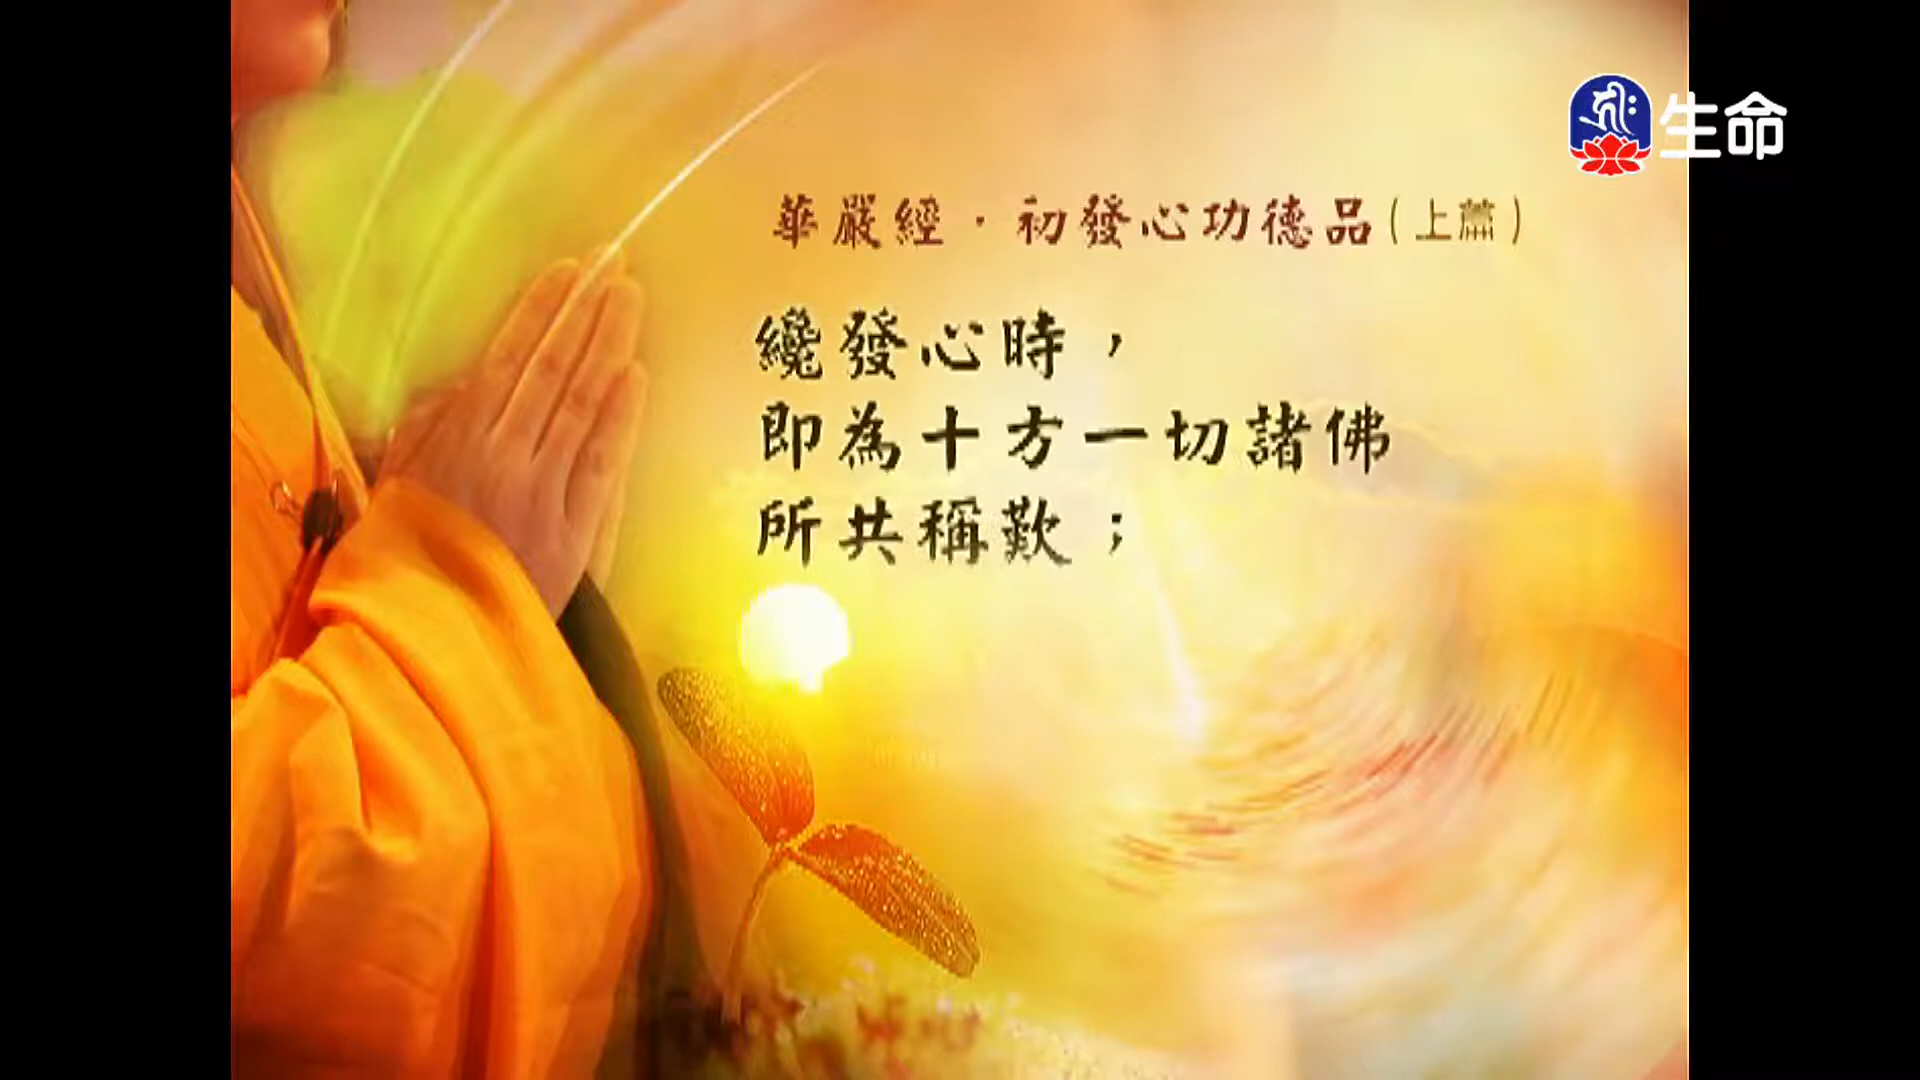 生命
華嚴經·初發心功德品(上篇)
纔發心時，
即為十方一切諸佛
所共稱歎；